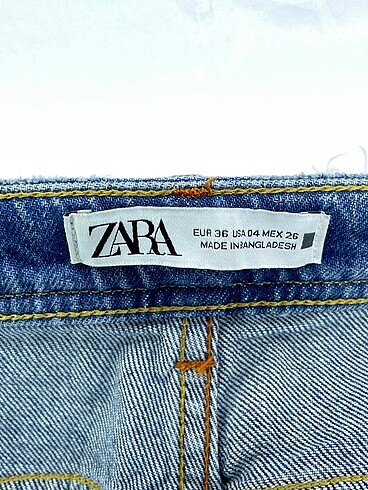 ZARA
EUR 36 USA 04 MEX 26
MADE IN BANGLADESH